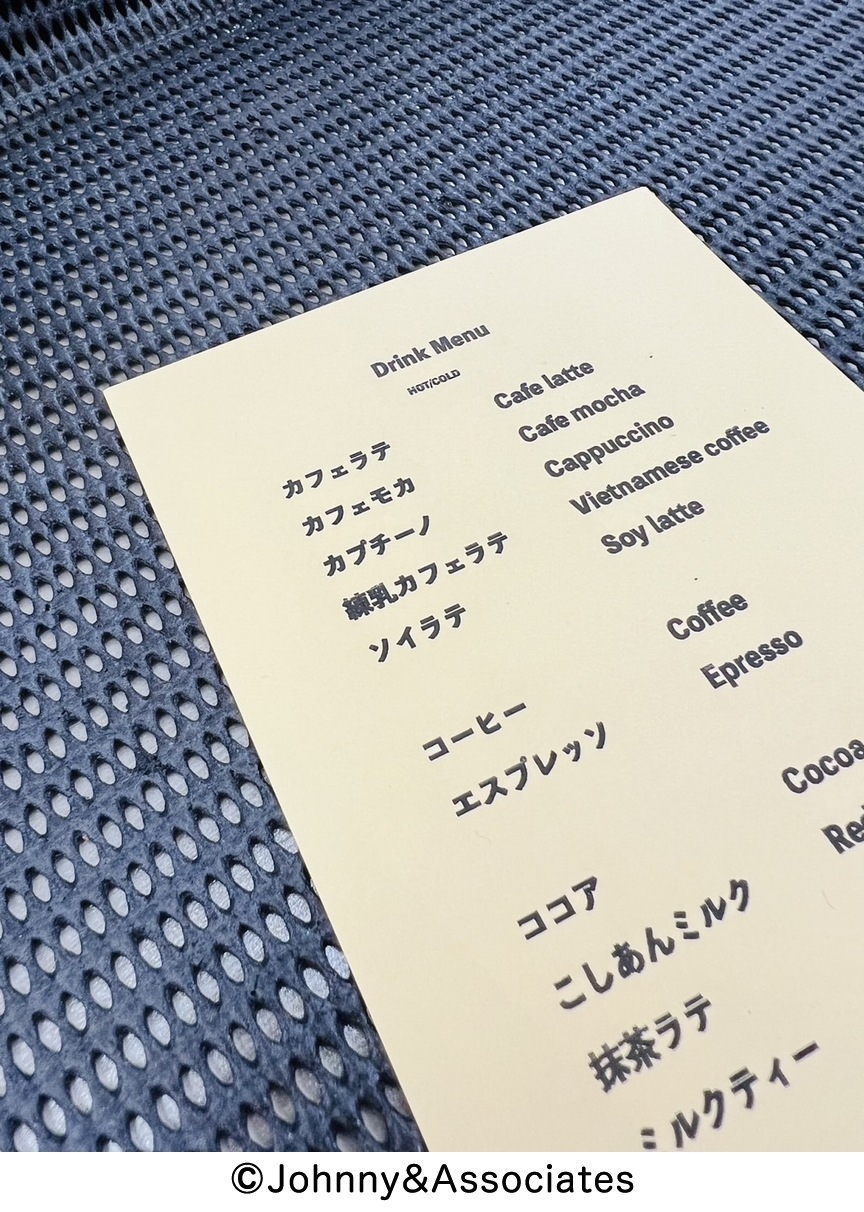 Drink Menu
HOT/COLD
カフェラテ Cafe latte
カフェモカ Cafe mocha
カプチーノ Cappuccino
練乳カフェラテ Vietnamese coffee
ソイラテ Soy latte
コーヒー Coffee
エスプレッソ Epresso
ココア Cocoa
こしあんミルク
抹茶ラテ
ミルクティー
©Johnny&Associates